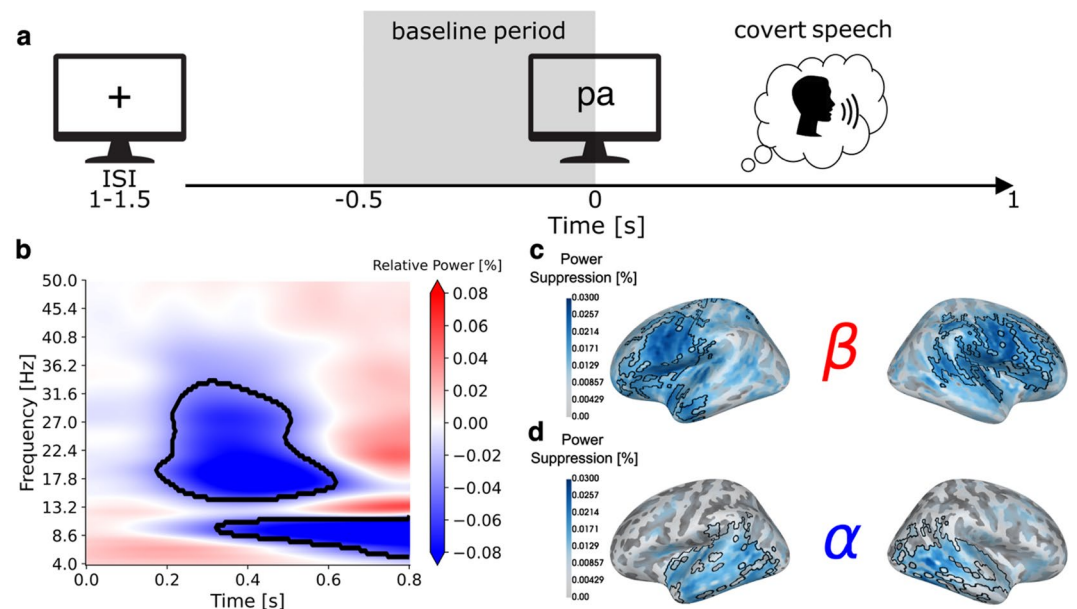 a
baseline period
covert speech
+
pa
ISI
1-1.5
-0.5
0
1
Time [s]
b
Relative Power [%]
50.0
45.4
40.8
36.2
31.6
27.0
22.4
17.8
13.2
8.6
4.0
Frequency [Hz]
0.0 0.2 0.4 0.6 0.8
Time [s]
0.08
0.06
0.04
0.02
0.00
−0.02
−0.04
−0.06
−0.08
c
Power
Suppression [%]
0.0300
0.0257
0.0214
0.0171
0.0129
0.00857
0.00429
0.00
β
d
Power
Suppression [%]
0.0300
0.0257
0.0214
0.0171
0.0129
0.00857
0.00429
0.00
α